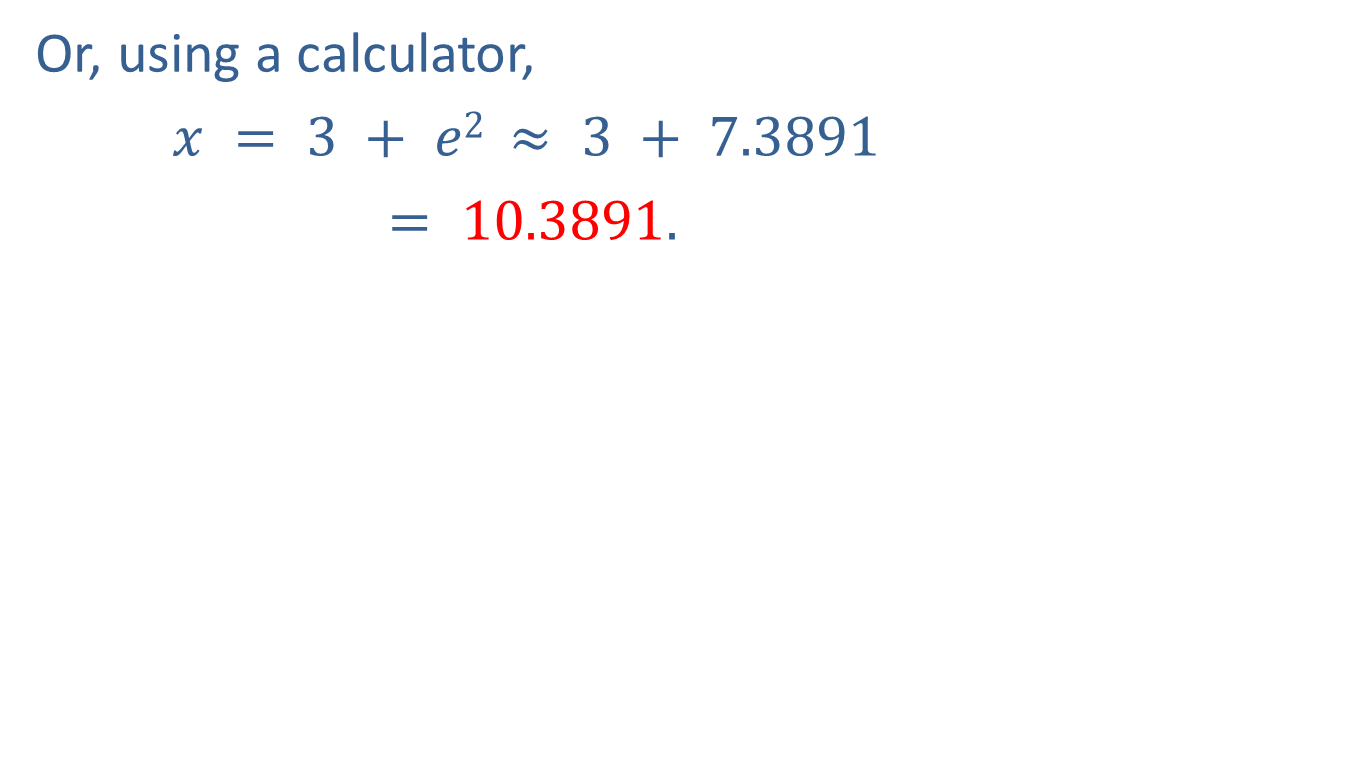 Or, using a calculator,
x = 3 + e² ≈ 3 + 7.3891
= 10.3891.